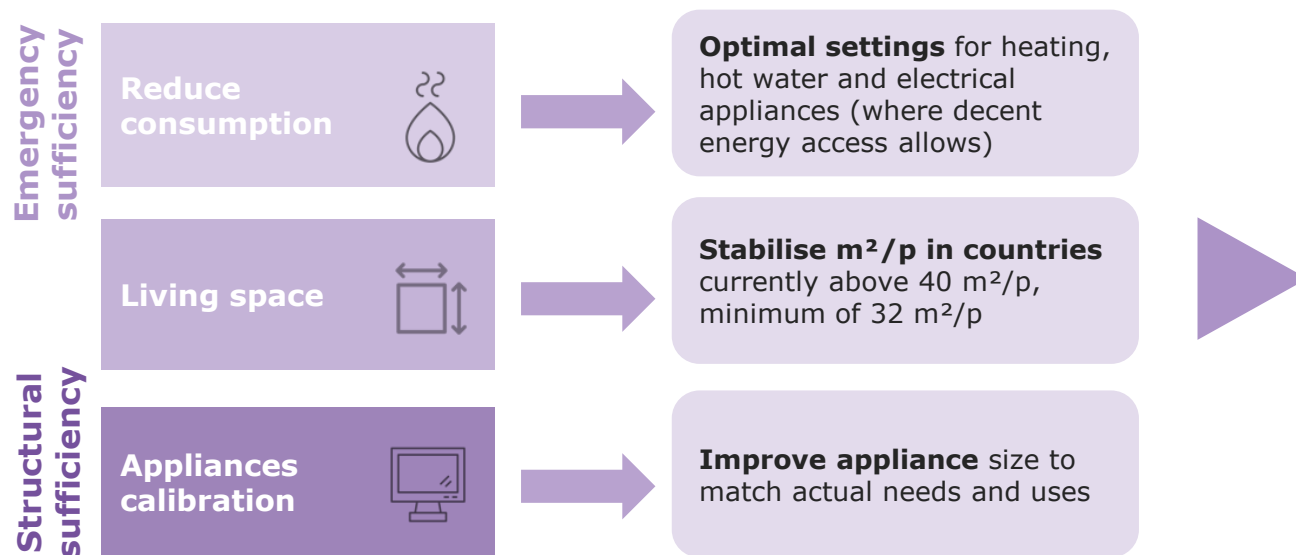 Emergency
sufficiency
Reduce
consumption
Optimal settings for heating,
hot water and electrical
appliances (where decent
energy access allows)
Living space
Stabilise m²/p in countries
currently above 40 m²/p,
minimum of 32 m²/p
Structural
sufficiency
Appliances
calibration
Improve appliance size to
match actual needs and uses